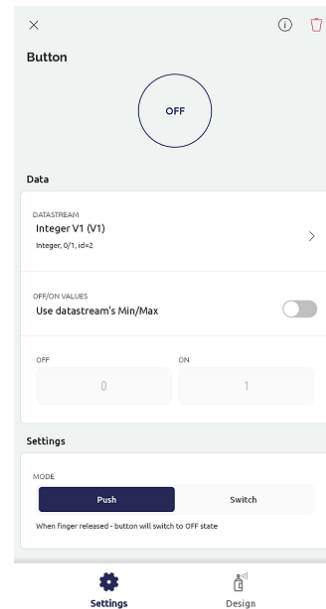 Button
OFF
Data
DATASTREAM
Integer V1 (V1)
Integer, 0/1, id=2
OFF/ON VALUES
Use datastream's Min/Max
OFF ON
0 1
Settings
MODE
Push Switch
When finger released - button will switch to OFF state
Settings Design